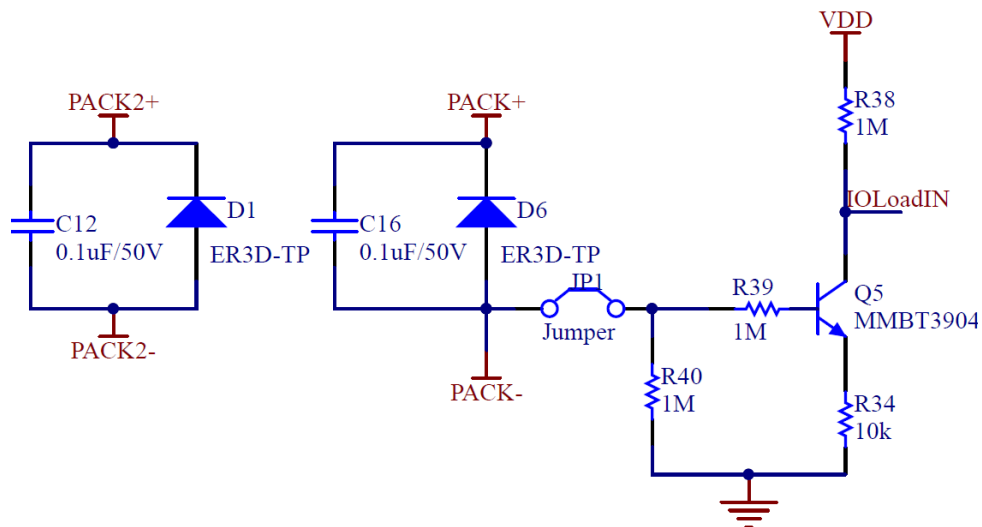 VDD
PACK2+
PACK+
R38
1M
IOLoadIN
C12
0.1uF/50V
D1
ER3D-TP
C16
0.1uF/50V
D6
ER3D-TP
JP1
Jumper
R39
1M
Q5
MMBT3904
PACK2-
PACK-
R40
1M
R34
10k